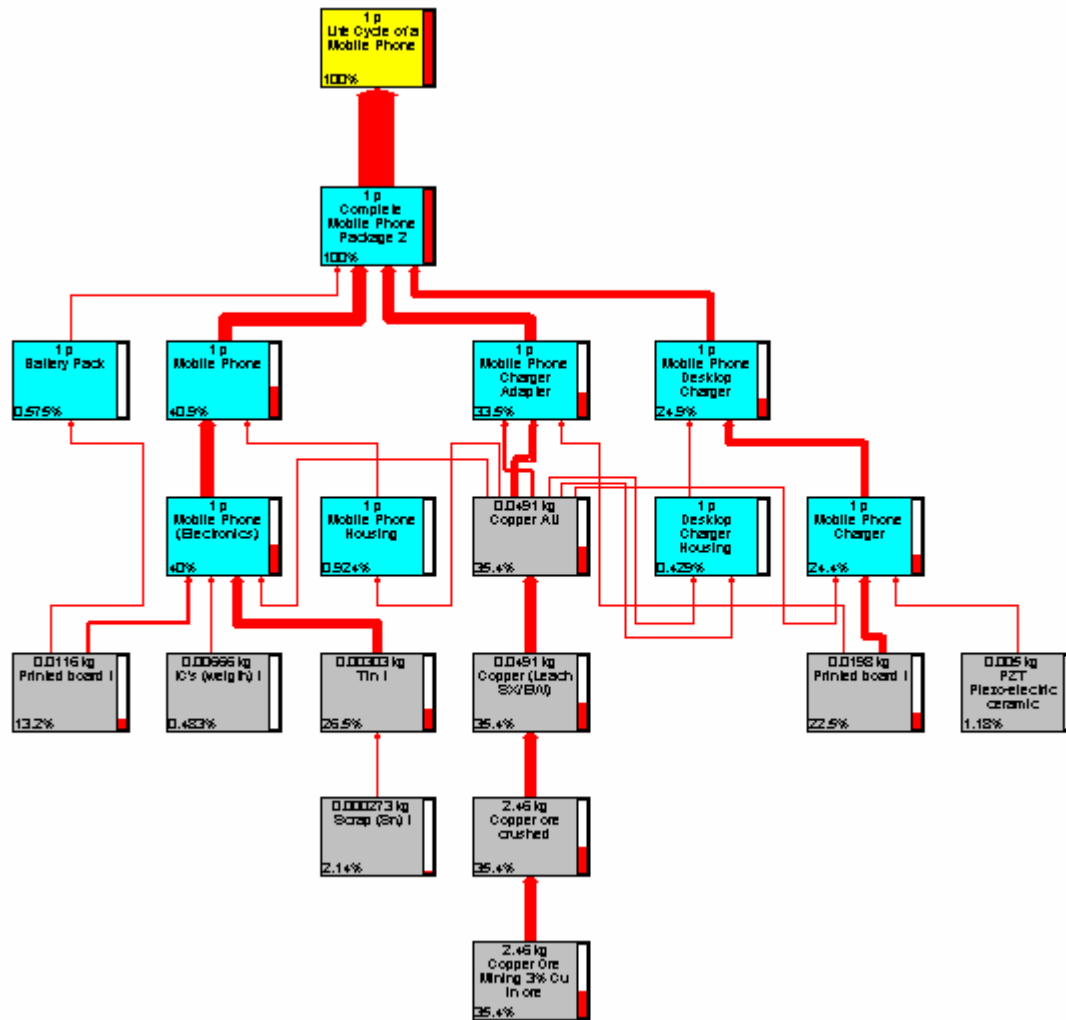 1 p
Life Cycle of a
Mobile Phone
100%
1 p
Complete
Mobile Phone
Package 2
100%
1 p
Battery Pack
0.575%
1 p
Mobile Phone
40.9%
1 p
Mobile Phone
Charger
Adapter
33.5%
1 p
Mobile Phone
Desktop
Charger
24.9%
1 p
Mobile Phone
(Electronics)
40%
1 p
Mobile Phone
Housing
0.924%
0.0491 kg
Copper AU
35.4%
1 p
Desktop
Charger
Housing
0.429%
1 p
Mobile Phone
Charger
24.4%
0.0116 kg
Printed board I
13.2%
0.00666 kg
IC's (weigth) I
0.483%
0.00303 kg
Tin I
26.5%
0.0491 kg
Copper (Leach
SX/EW)
35.4%
0.0198 kg
Printed board I
22.5%
0.005 kg
PZT
Piezo-electric
ceramic
1.18%
0.000273 kg
Scrap (Sn) I
2.14%
2.46 kg
Copper ore
crushed
35.4%
2.46 kg
Copper Ore
Mining 3% Cu
in ore
35.4%